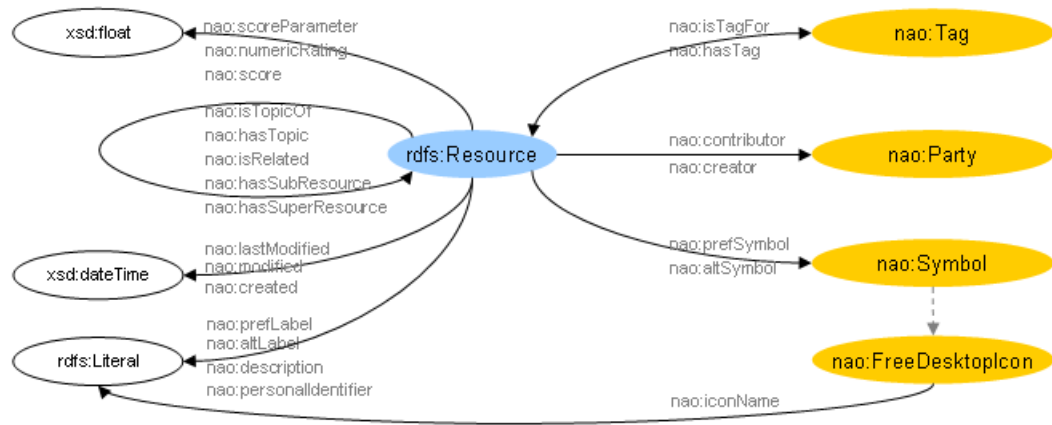 xsd:float
nao:scoreParameter
nao:numericRating
nao:score
nao:isTagFor
nao:hasTag
nao:Tag
nao:isTopicOf
nao:hasTopic
nao:isRelated
nao:hasSubResource
nao:hasSuperResource
rdfs:Resource
nao:contributor
nao:creator
nao:Party
xsd:dateTime
nao:lastModified
nao:modified
nao:created
nao:prefSymbol
nao:altSymbol
nao:Symbol
rdfs:Literal
nao:prefLabel
nao:altLabel
nao:description
nao:personalIdentifier
nao:FreeDesktopIcon
nao:iconName